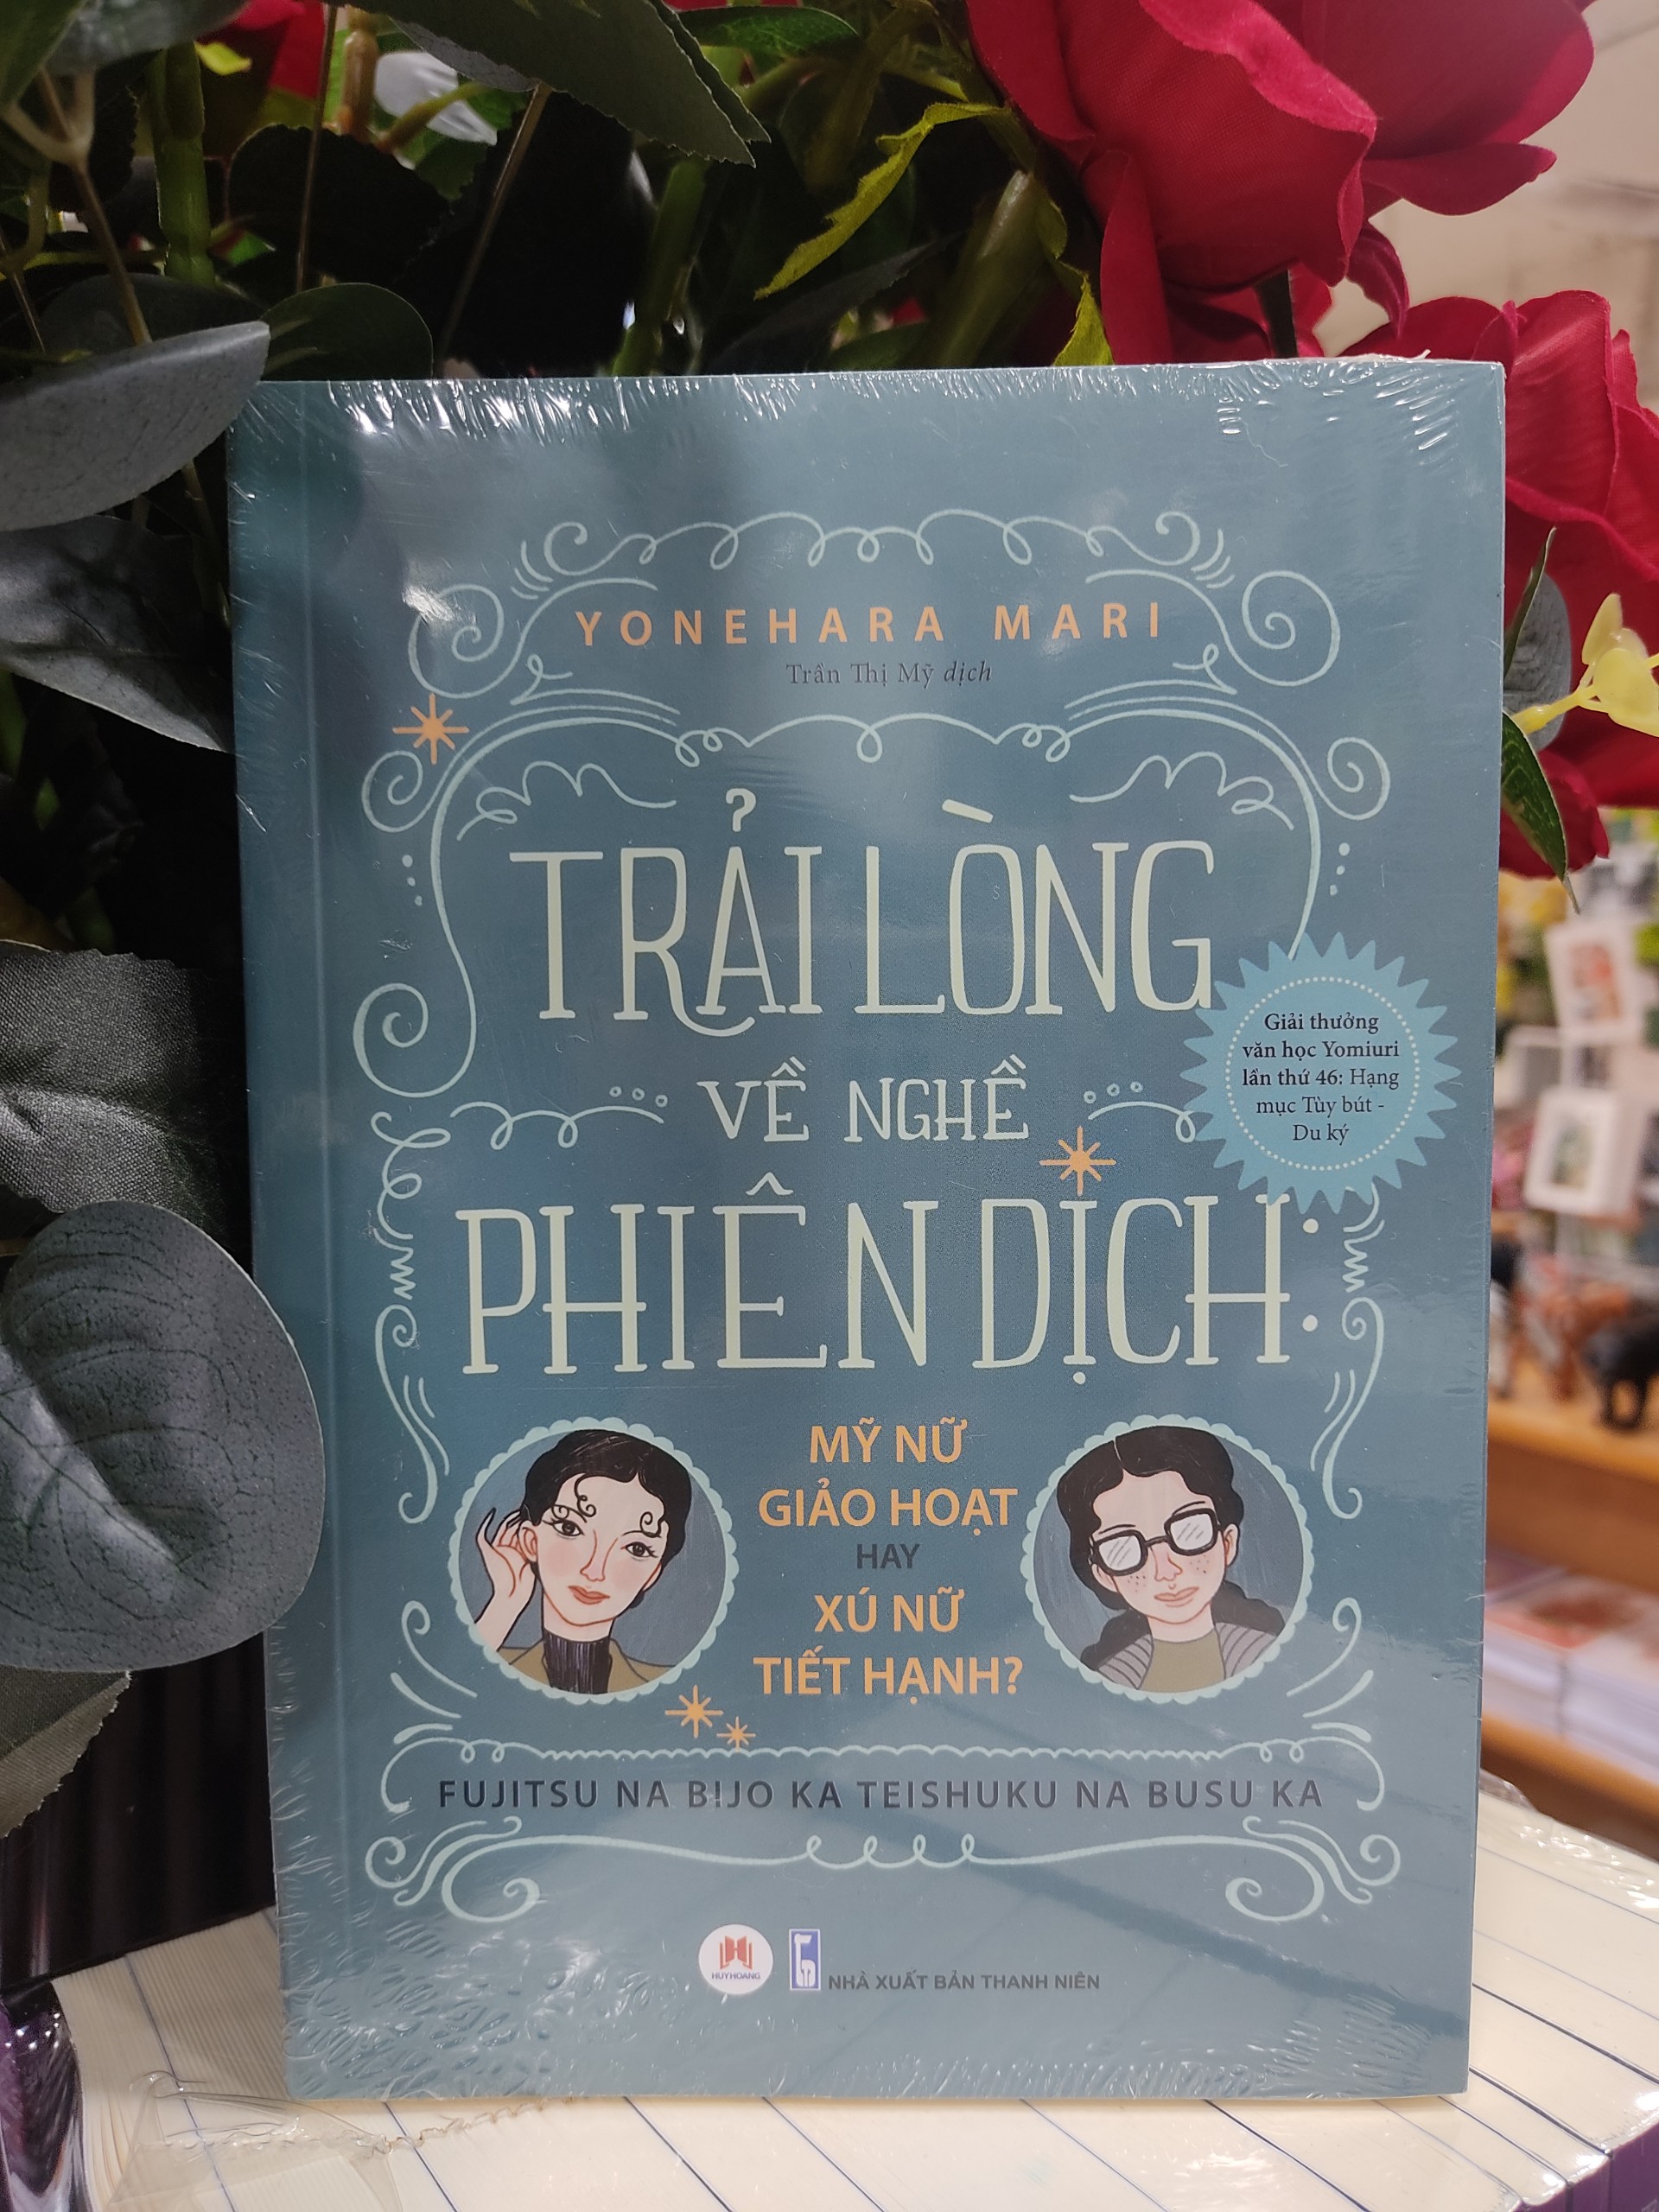 YONEHARA MARI
Trần Thị Mỹ dịch
TRẢI LÒNG
VỀ NGHỀ
PHIÊN DỊCH:
Giải thưởng
văn học Yomiuri
lần thứ 46: Hạng
mục Tùy bút -
Du ký
MỸ NỮ
GIẢO HOẠT
HAY
XÚ NỮ
TIẾT HẠNH?
FUJITSU NA BIJO KA TEISHUKU NA BUSU KA
HUYHOANG
NHÀ XUẤT BẢN THANH NIÊN